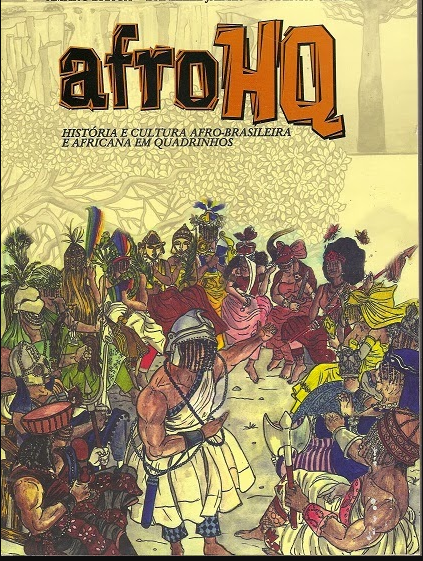 afroHQ
HISTÓRIA E CULTURA AFRO-BRASILEIRA
E AFRICANA EM QUADRINHOS